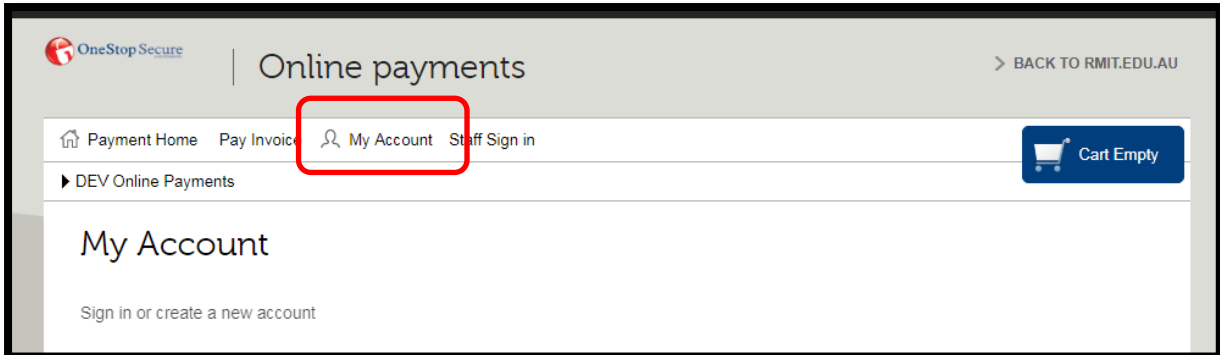 OneStop Secure
Online payments
> BACK TO RMIT.EDU.AU
Payment Home Pay Invoice My Account Staff Sign in
Cart Empty
DEV Online Payments
My Account
Sign in or create a new account